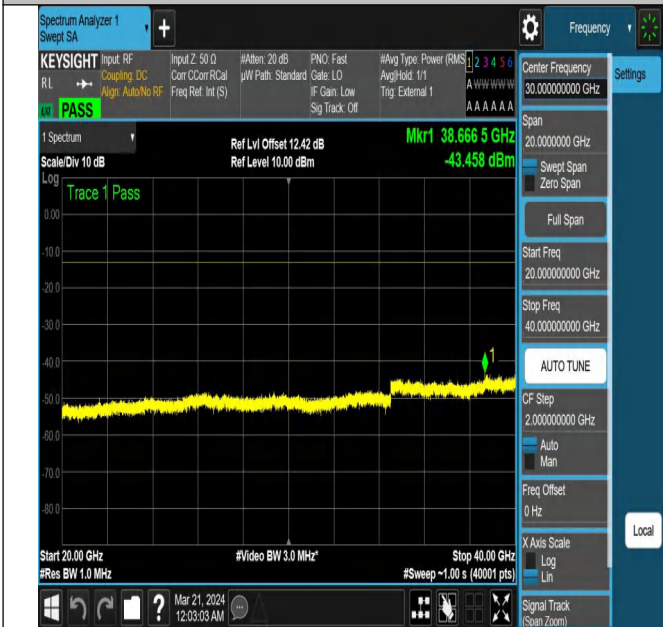 Spectrum Analyzer 1
Swept SA
+
Frequency
KEYSIGHT
Input: RF
Input Z: 50 Ω
#Atten: 20 dB
PNO: Fast
#Avg Type: Power (RMS
1 2 3 4 5 6
RL
Coupling: DC
Corr CCorr RCal
µW Path: Standard
Gate: LO
Avg|Hold: 1/1
A W W W W W
Align: Auto/No RF
Freq Ref: Int (S)
IF Gain: Low
Trig: External 1
Sig Track: Off
A A A A A A
PASS
1 Spectrum
Ref Lvl Offset 12.42 dB
Mkr1 38.666 5 GHz
Scale/Div 10 dB
Ref Level 10.00 dBm
-43.458 dBm
Log
Trace 1 Pass
0.00
-10.0
-20.0
-30.0
-40.0
1
-50.0
-60.0
-70.0
-80.0
Start 20.00 GHz
#Video BW 3.0 MHz*
Stop 40.00 GHz
#Res BW 1.0 MHz
#Sweep ~1.00 s (40001 pts)
?
Mar 21, 2024
12:03:03 AM
Center Frequency
30.000000000 GHz
Settings
Span
20.0000000 GHz
Swept Span
Zero Span
Full Span
Start Freq
20.000000000 GHz
Stop Freq
40.000000000 GHz
AUTO TUNE
CF Step
2.000000000 GHz
Auto
Man
Freq Offset
0 Hz
Local
X Axis Scale
Log
Lin
Signal Track
(Span Zoom)